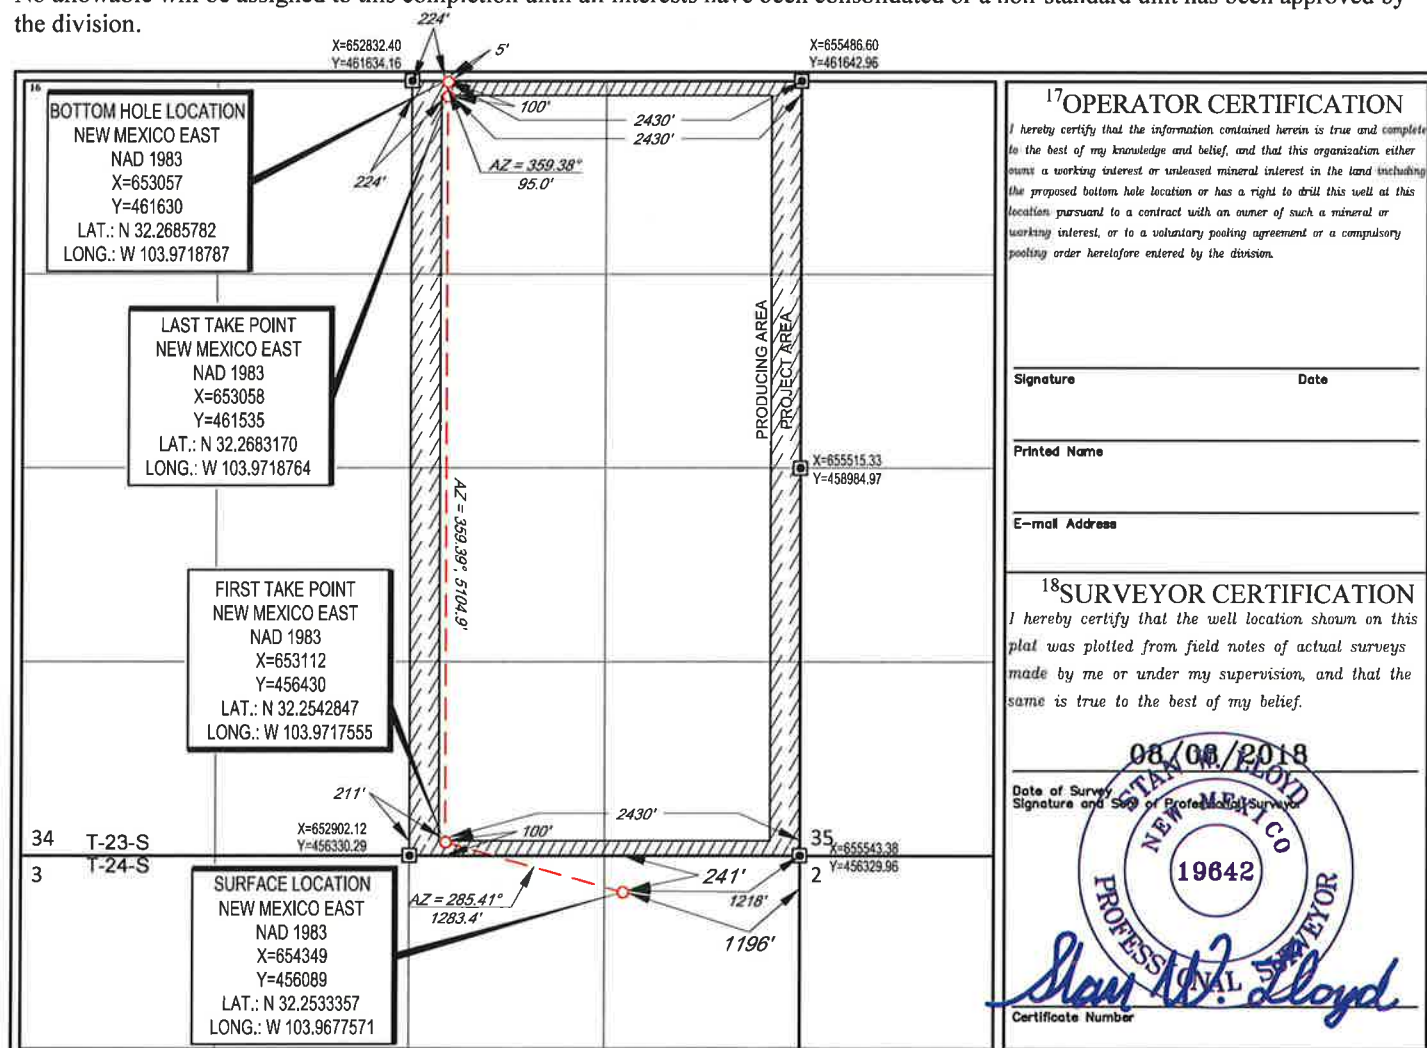 the division.
224'
5'
X=652832.40
Y=461634.16
X=655486.60
Y=461642.96
16
BOTTOM HOLE LOCATION
NEW MEXICO EAST
NAD 1983
X=653057
Y=461630
LAT.: N 32.2685782
LONG.: W 103.9718787
100'
2430'
2430'
224'
AZ = 359.38°
95.0'
LAST TAKE POINT
NEW MEXICO EAST
NAD 1983
X=653058
Y=461535
LAT.: N 32.2683170
LONG.: W 103.9718764
PRODUCING AREA
PROJECT AREA
X=655515.33
Y=458984.97
AZ = 359.39°, 5104.9'
FIRST TAKE POINT
NEW MEXICO EAST
NAD 1983
X=653112
Y=456430
LAT.: N 32.2542847
LONG.: W 103.9717555
211'
2430'
100'
X=652902.12
Y=456330.29
34 T-23-S
35
X=655543.38
Y=456329.96
3 T-24-S
2
241'
1218'
1196'
AZ = 285.41°
1283.4'
SURFACE LOCATION
NEW MEXICO EAST
NAD 1983
X=654349
Y=456089
LAT.: N 32.2533357
LONG.: W 103.9677571
17OPERATOR CERTIFICATION
I hereby certify that the information contained herein is true and complete
to the best of my knowledge and belief, and that this organization either
owns a working interest or unleased mineral interest in the land including
the proposed bottom hole location or has a right to drill this well at this
location pursuant to a contract with an owner of such a mineral or
working interest, or to a voluntary pooling agreement or a compulsory
pooling order heretofore entered by the division.
Signature Date
Printed Name
E-mail Address
18SURVEYOR CERTIFICATION
I hereby certify that the well location shown on this
plat was plotted from field notes of actual surveys
made by me or under my supervision, and that the
same is true to the best of my belief.
08/08/2018
Date of Survey
Signature and Seal of Professional Surveyor
STAN W. LLOYD
NEW MEXICO
19642
PROFESSIONAL SURVEYOR
Stan W. Lloyd
Certificate Number